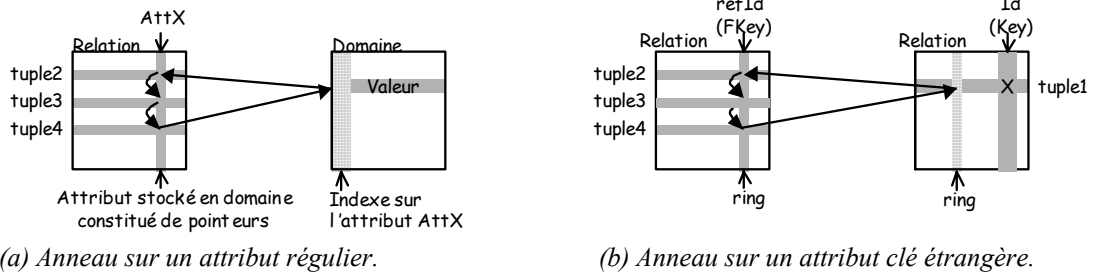 AttX
Relation
Domaine
tuple2
Valeur
tuple3
tuple4
Attribut stocké en domaine
constitué de pointeurs
Indexe sur
l'attribut AttX
(a) Anneau sur un attribut régulier.
refId
(FKey)
Id
(Key)
Relation
Relation
tuple2
X
tuple1
tuple3
tuple4
ring
ring
(b) Anneau sur un attribut clé étrangère.